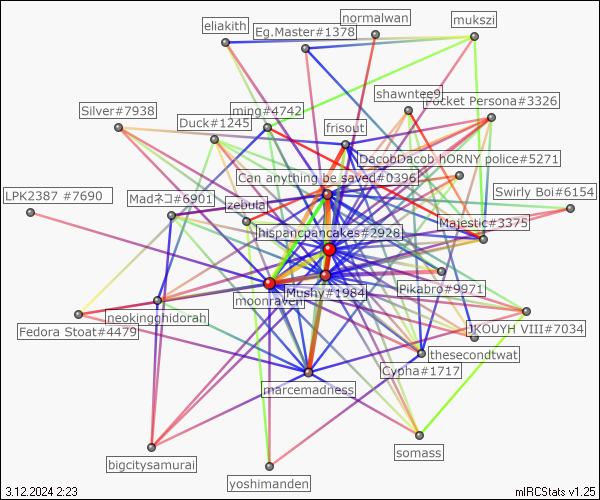 normalwan
eliakith
Eg.Master#1378
mukszi
shawntee9
Pocket Persona#3326
Silver#7938
ming#4742
Duck#1245
frisout
DacobDacob hORNY police#5271
Can anything be saved#0396
LPK2387 #7690
Madネコ#6901
zebula
Swirly Boi#6154
Majestic#3375
hispancpancakes#2928
Mushy#1984
moonraven
Pikabro#9971
neokingghidorah
Fedora Stoat#4479
JKOUYH VIII#7034
thesecondtwat
Cypha#1717
marcemadness
somass
bigcitysamurai
yoshimanden
3.12.2024 2:23
mIRCStats v1.25